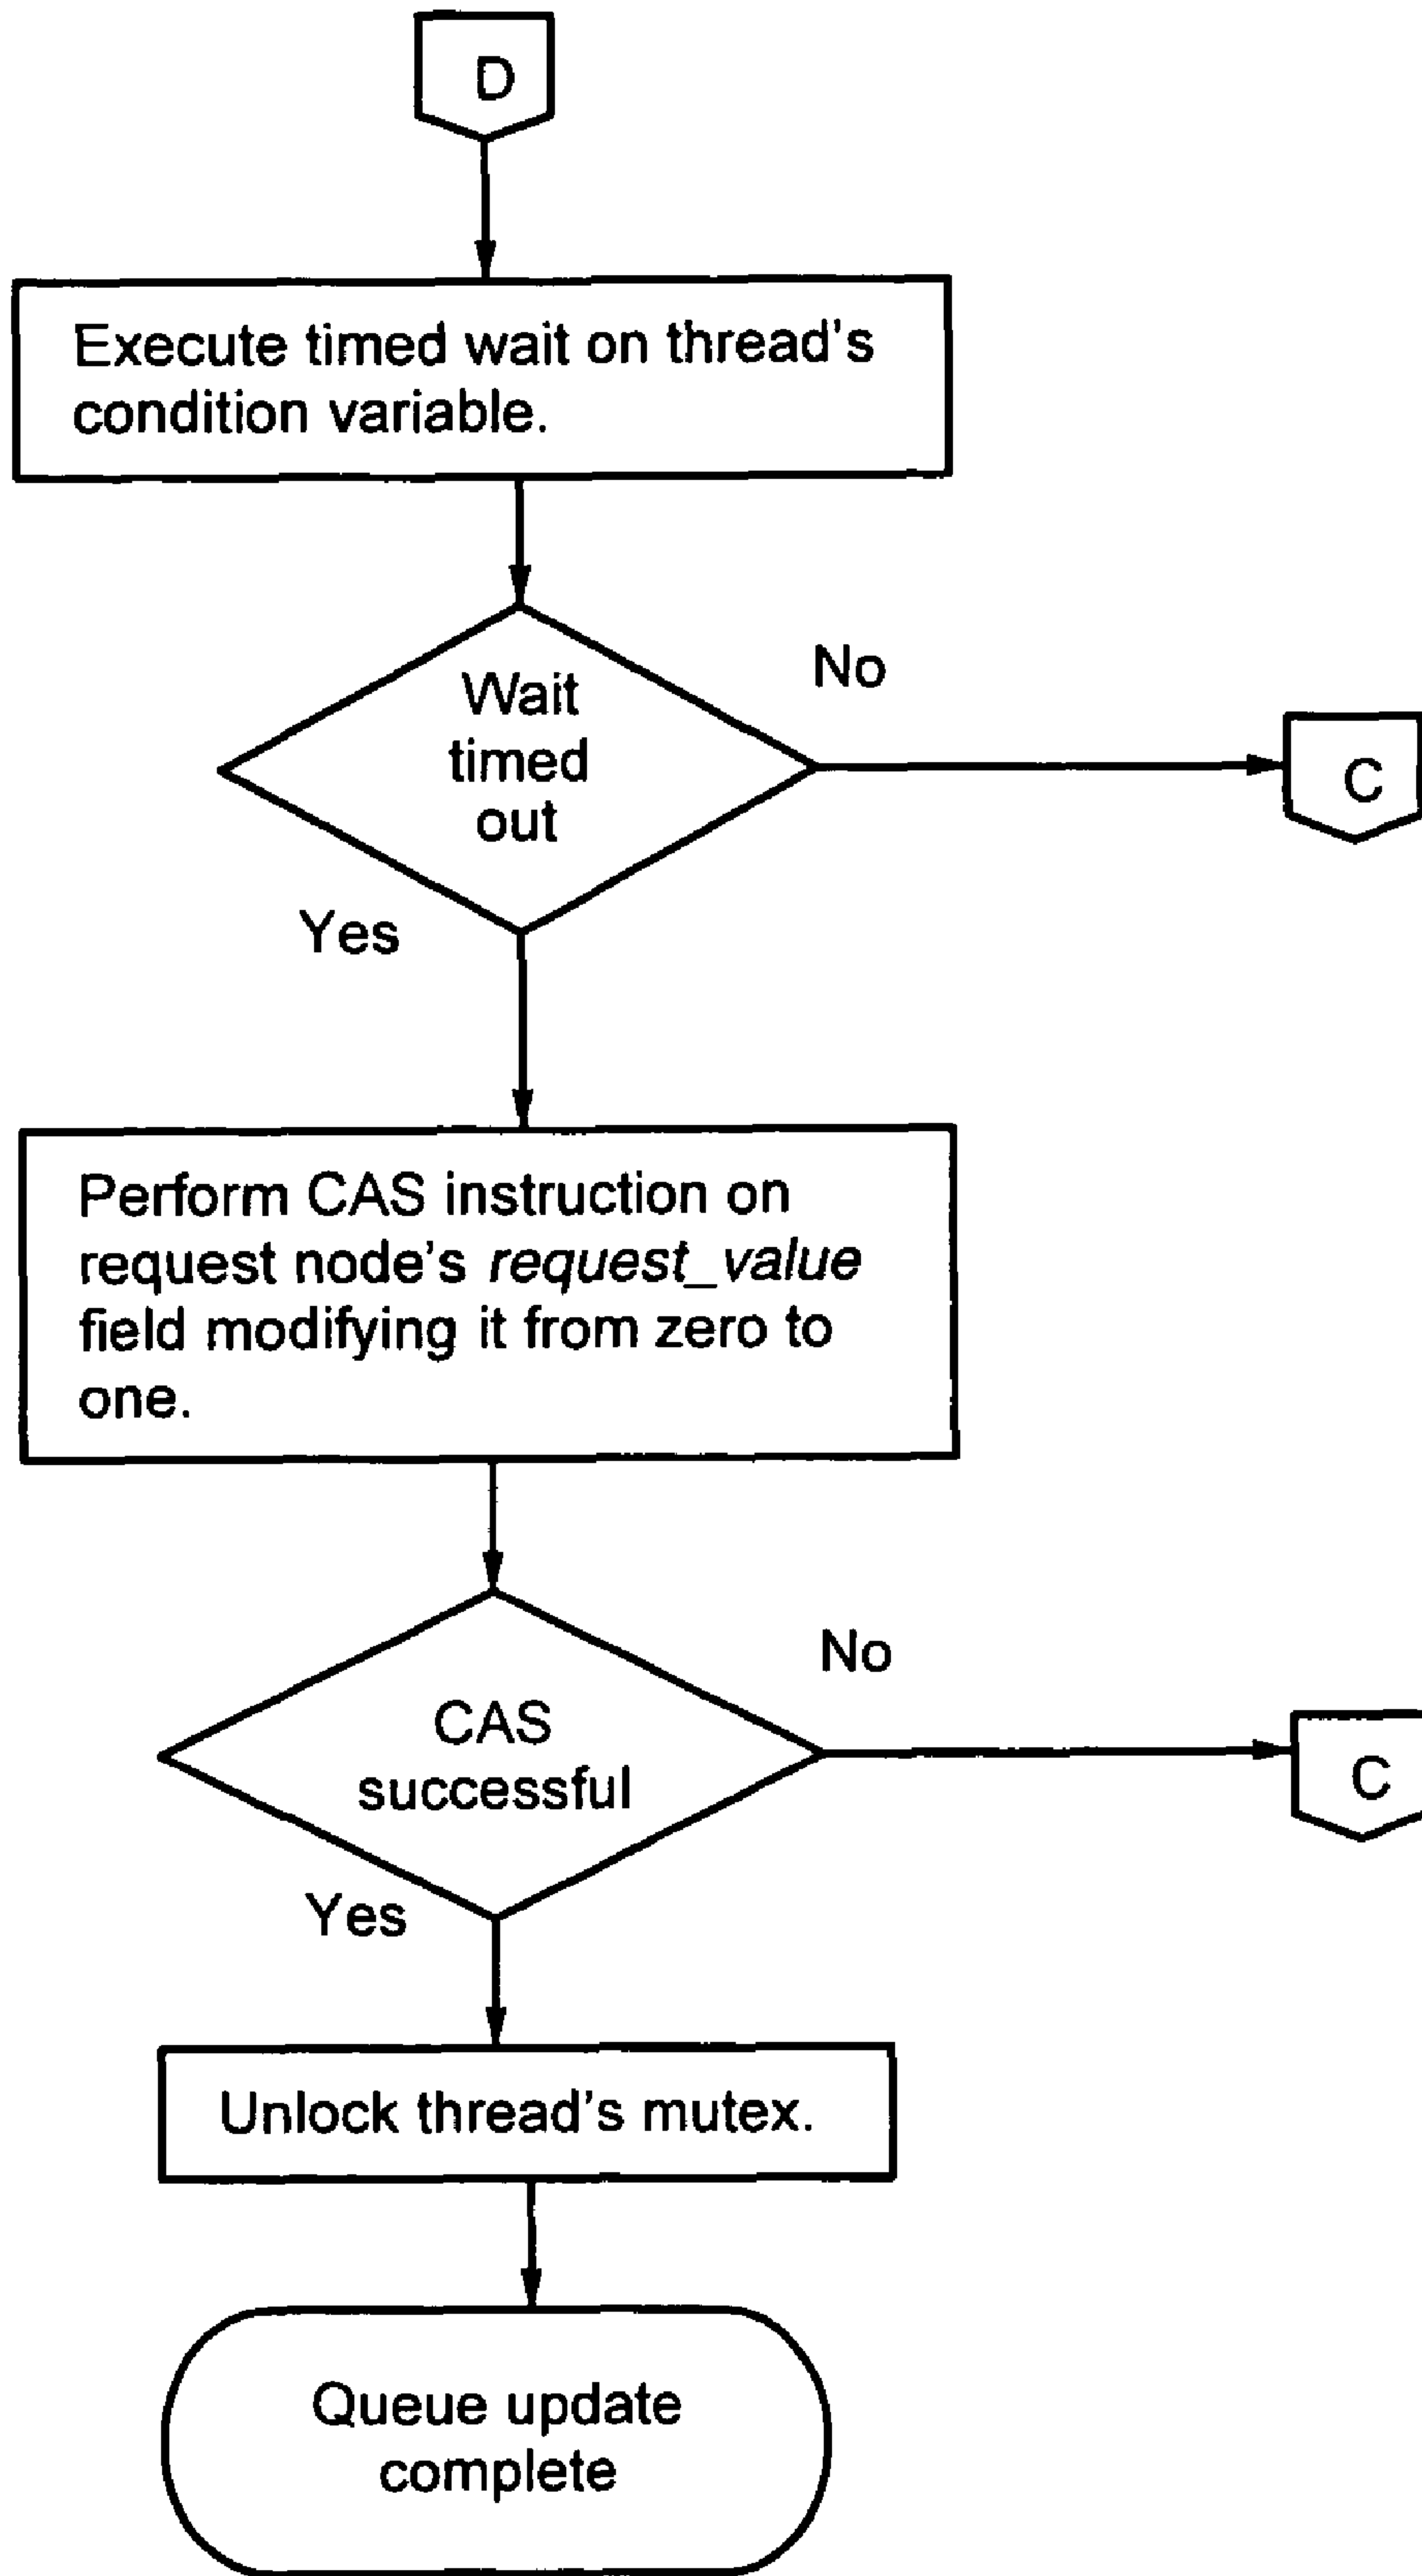 D
Execute timed wait on thread's
condition variable.
Wait
timed
out
No
C
Yes
Perform CAS instruction on
request node's request_value
field modifying it from zero to
one.
CAS
successful
No
C
Yes
Unlock thread's mutex.
Queue update
complete